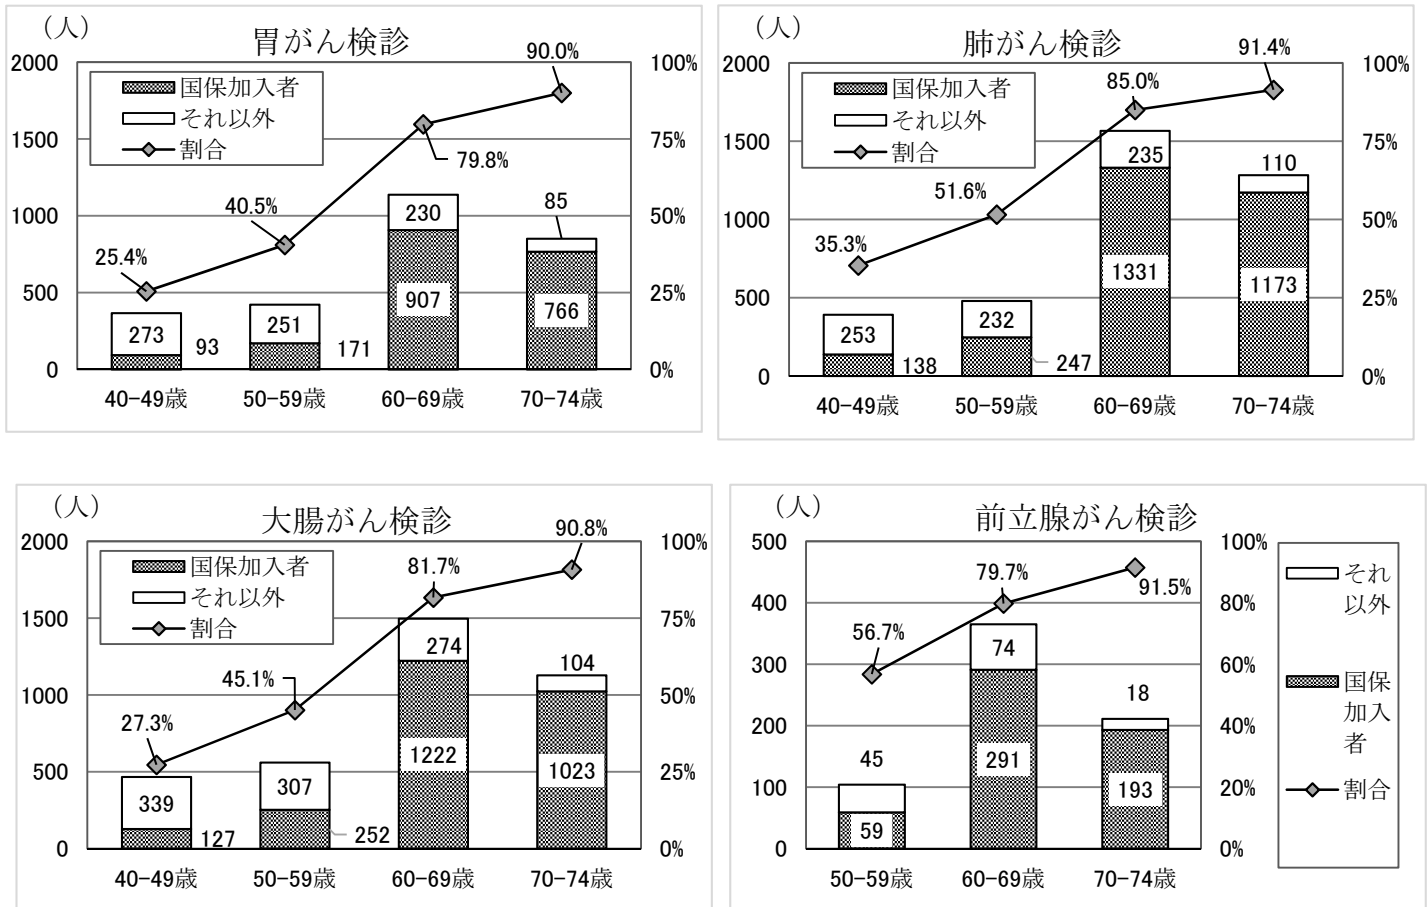 (人)
胃がん検診
2000
1500
1000
500
0
国保加入者
それ以外
割合
25.4%
40.5%
79.8%
90.0%
273
93
251
171
230
907
85
766
100%
75%
50%
25%
0%
40-49歳
50-59歳
60-69歳
70-74歳
(人)
肺がん検診
2000
1500
1000
500
0
国保加入者
それ以外
割合
35.3%
51.6%
85.0%
91.4%
253
138
232
247
235
1331
110
1173
100%
75%
50%
25%
0%
40-49歳
50-59歳
60-69歳
70-74歳
(人)
大腸がん検診
2000
1500
1000
500
0
国保加入者
それ以外
割合
27.3%
45.1%
81.7%
90.8%
339
127
307
252
274
1222
104
1023
100%
75%
50%
25%
0%
40-49歳
50-59歳
60-69歳
70-74歳
(人)
前立腺がん検診
500
400
300
200
100
0
56.7%
79.7%
91.5%
45
59
74
291
18
193
100%
80%
60%
40%
20%
0%
50-59歳
60-69歳
70-74歳
それ
以外
国保
加入
者
割合